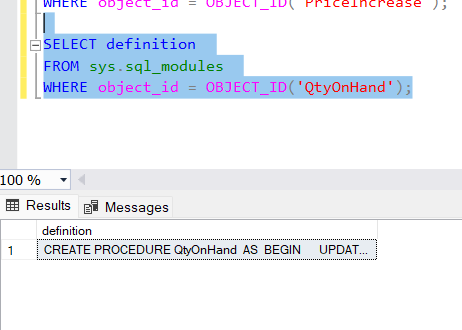 WHERE object_id = OBJECT_ID('PriceIncrease');
SELECT definition
FROM sys.sql_modules
WHERE object_id = OBJECT_ID('QtyOnHand');
100 %
Results Messages
definition
1 CREATE PROCEDURE QtyOnHand AS BEGIN UPDAT...